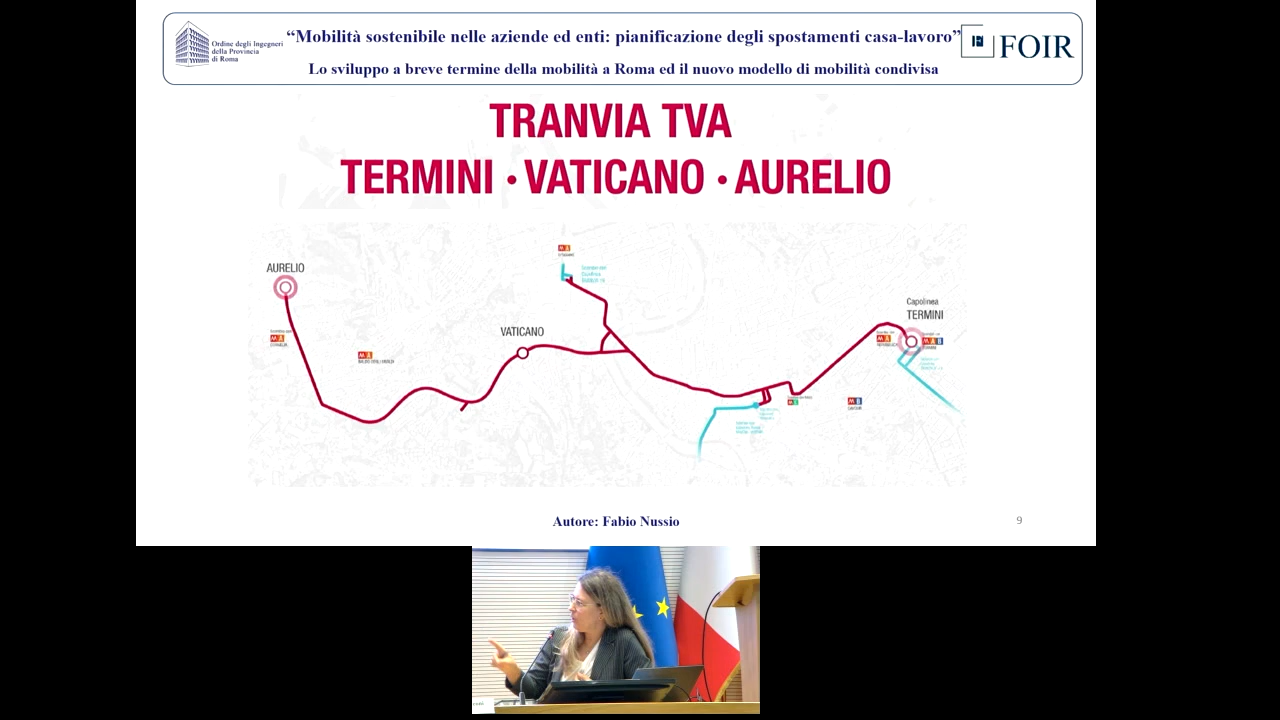 Ordine degli Ingegneri
della Provincia
di Roma
“Mobilità sostenibile nelle aziende ed enti: pianificazione degli spostamenti casa-lavoro”
Lo sviluppo a breve termine della mobilità a Roma ed il nuovo modello di mobilità condivisa
FOIR
TRANVIA TVA
TERMINI · VATICANO · AURELIO
AURELIO
VATICANO
Capolinea
TERMINI
Autore: Fabio Nussio
9